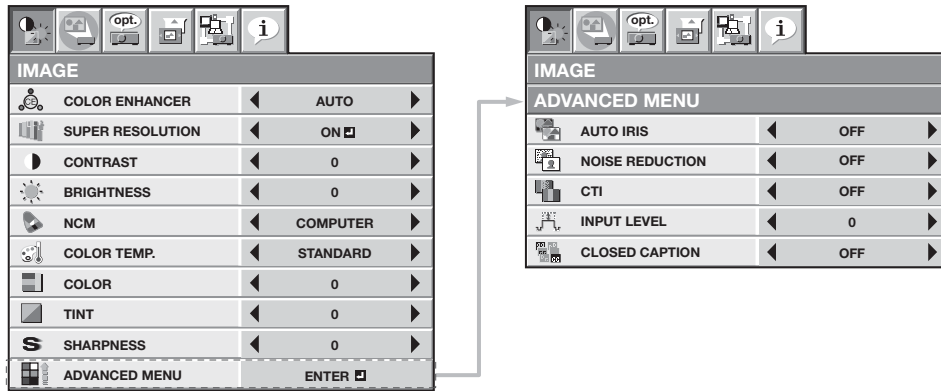 opt.
i
IMAGE
CE
COLOR ENHANCER AUTO
SUPER RESOLUTION ON
CONTRAST 0
BRIGHTNESS 0
NCM COMPUTER
COLOR TEMP. STANDARD
COLOR 0
TINT 0
S SHARPNESS 0
ADVANCED MENU ENTER
opt.
i
IMAGE
ADVANCED MENU
AUTO IRIS OFF
NOISE REDUCTION OFF
CTI OFF
INPUT LEVEL 0
CLOSED CAPTION OFF